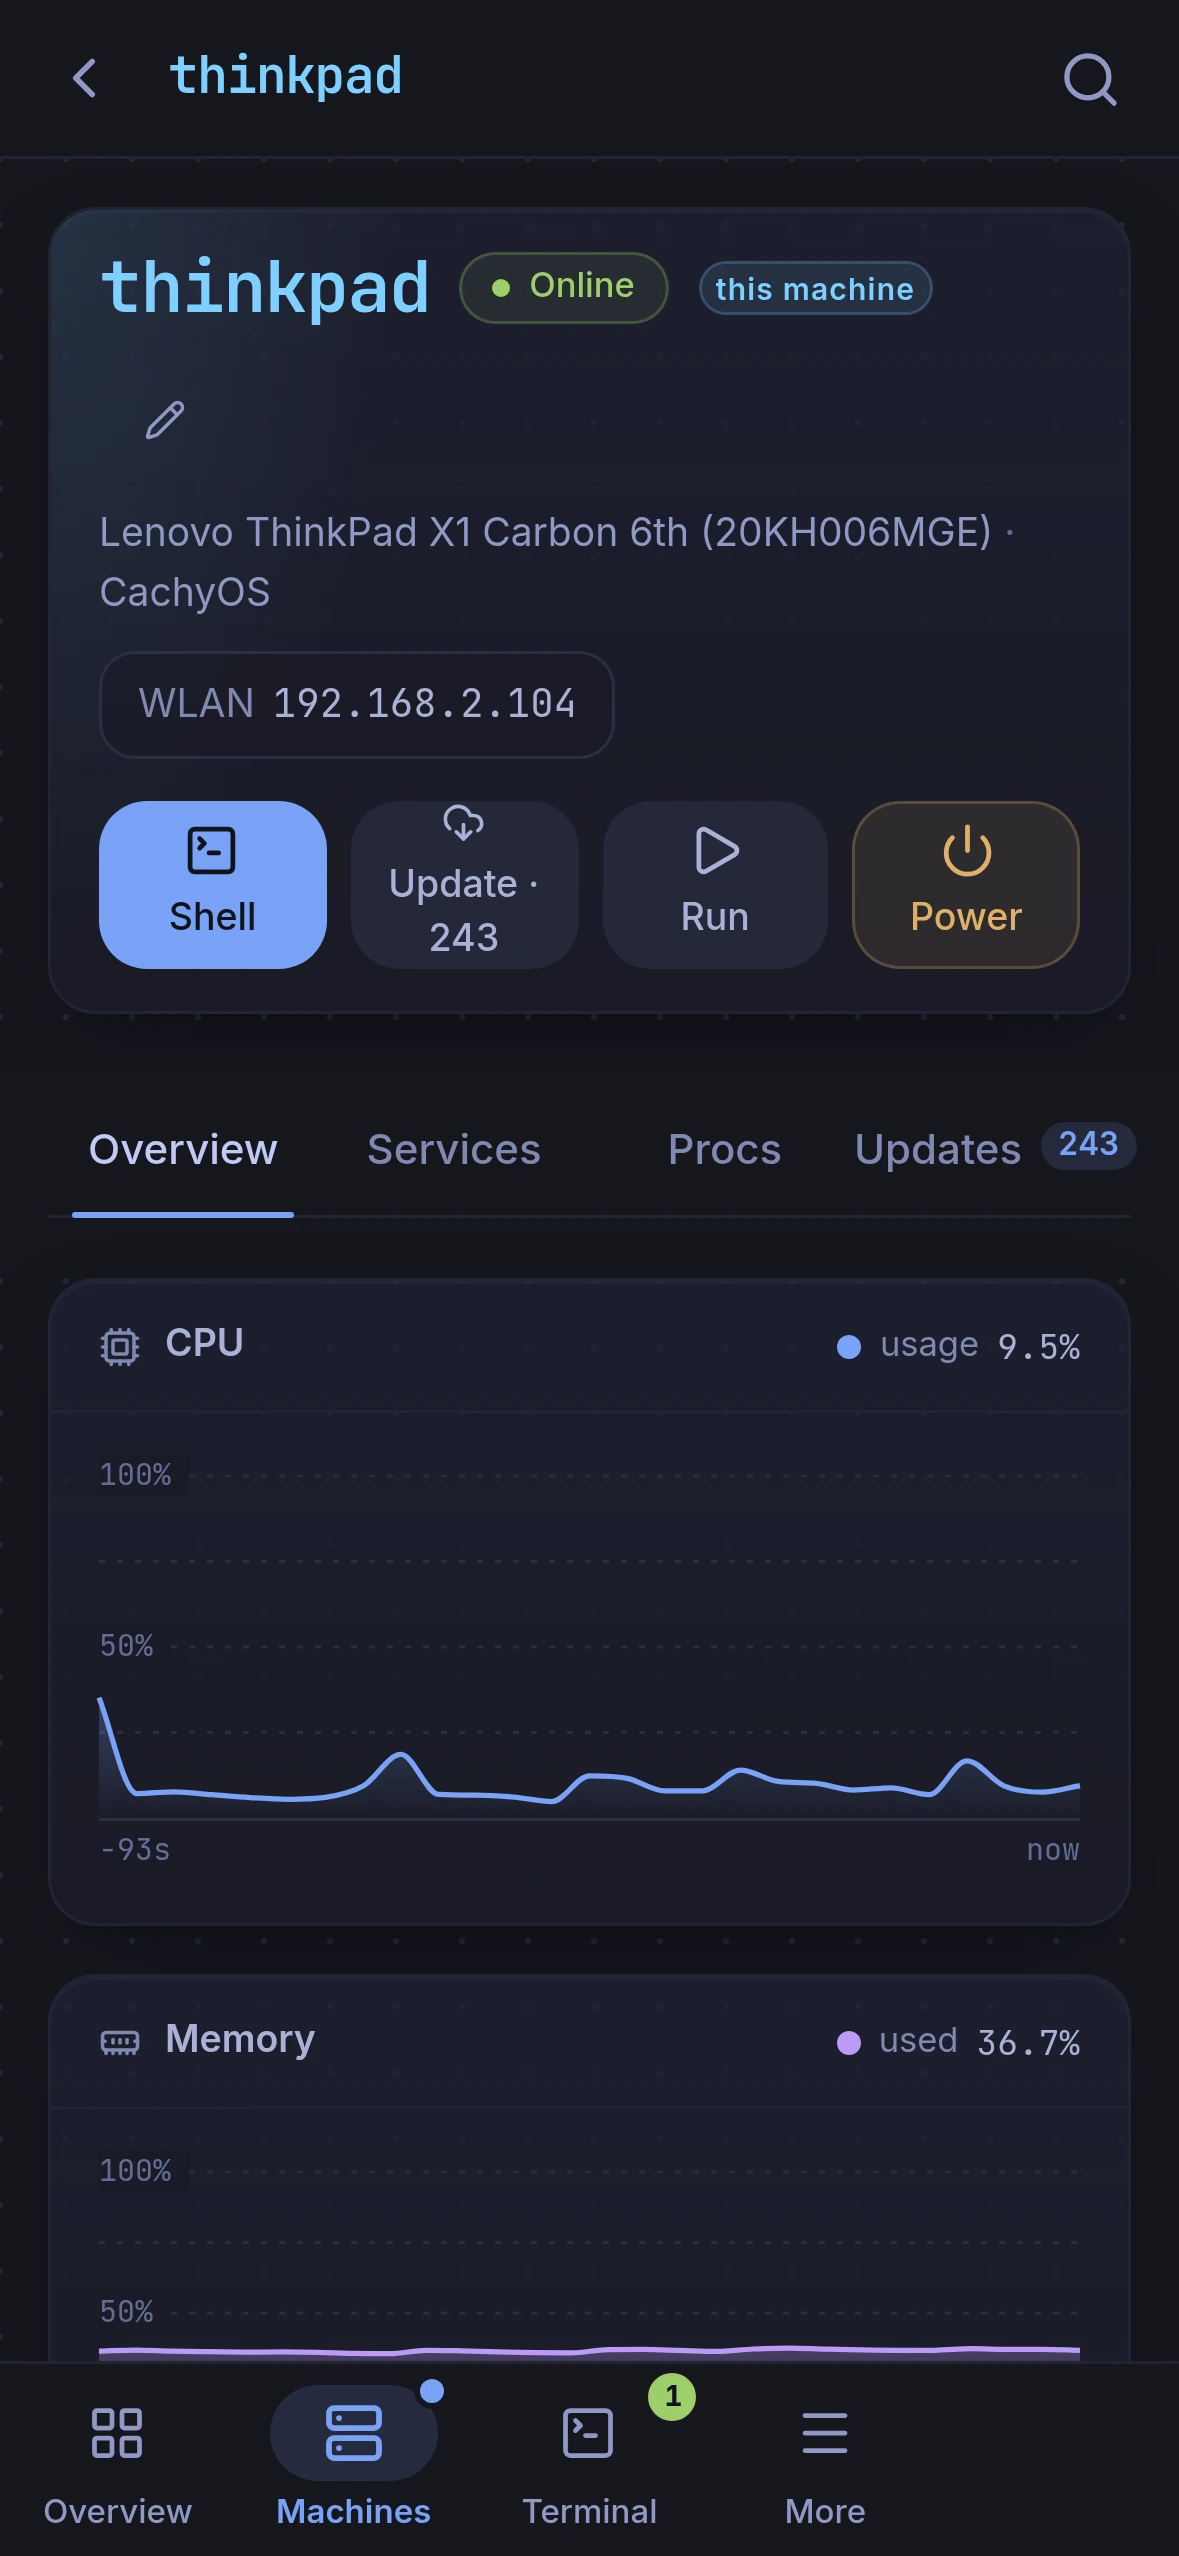 thinkpad
thinkpad
Online
this machine
Lenovo ThinkPad X1 Carbon 6th (20KH006MGE) ·
CachyOS
WLAN 192.168.2.104
Shell
Update ·
243
Run
Power
Overview
Services
Procs
Updates 243
CPU
usage 9.5%
100%
50%
-93s
now
Memory
used 36.7%
100%
50%
1
Overview
Machines
Terminal
More